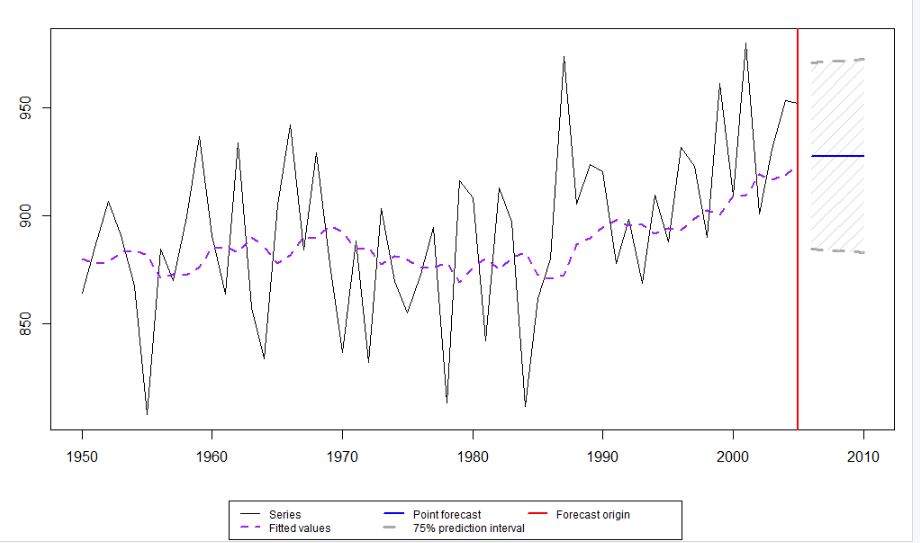 950
900
850
1950 1960 1970 1980 1990 2000 2010
Series Point forecast Forecast origin
Fitted values 75% prediction interval